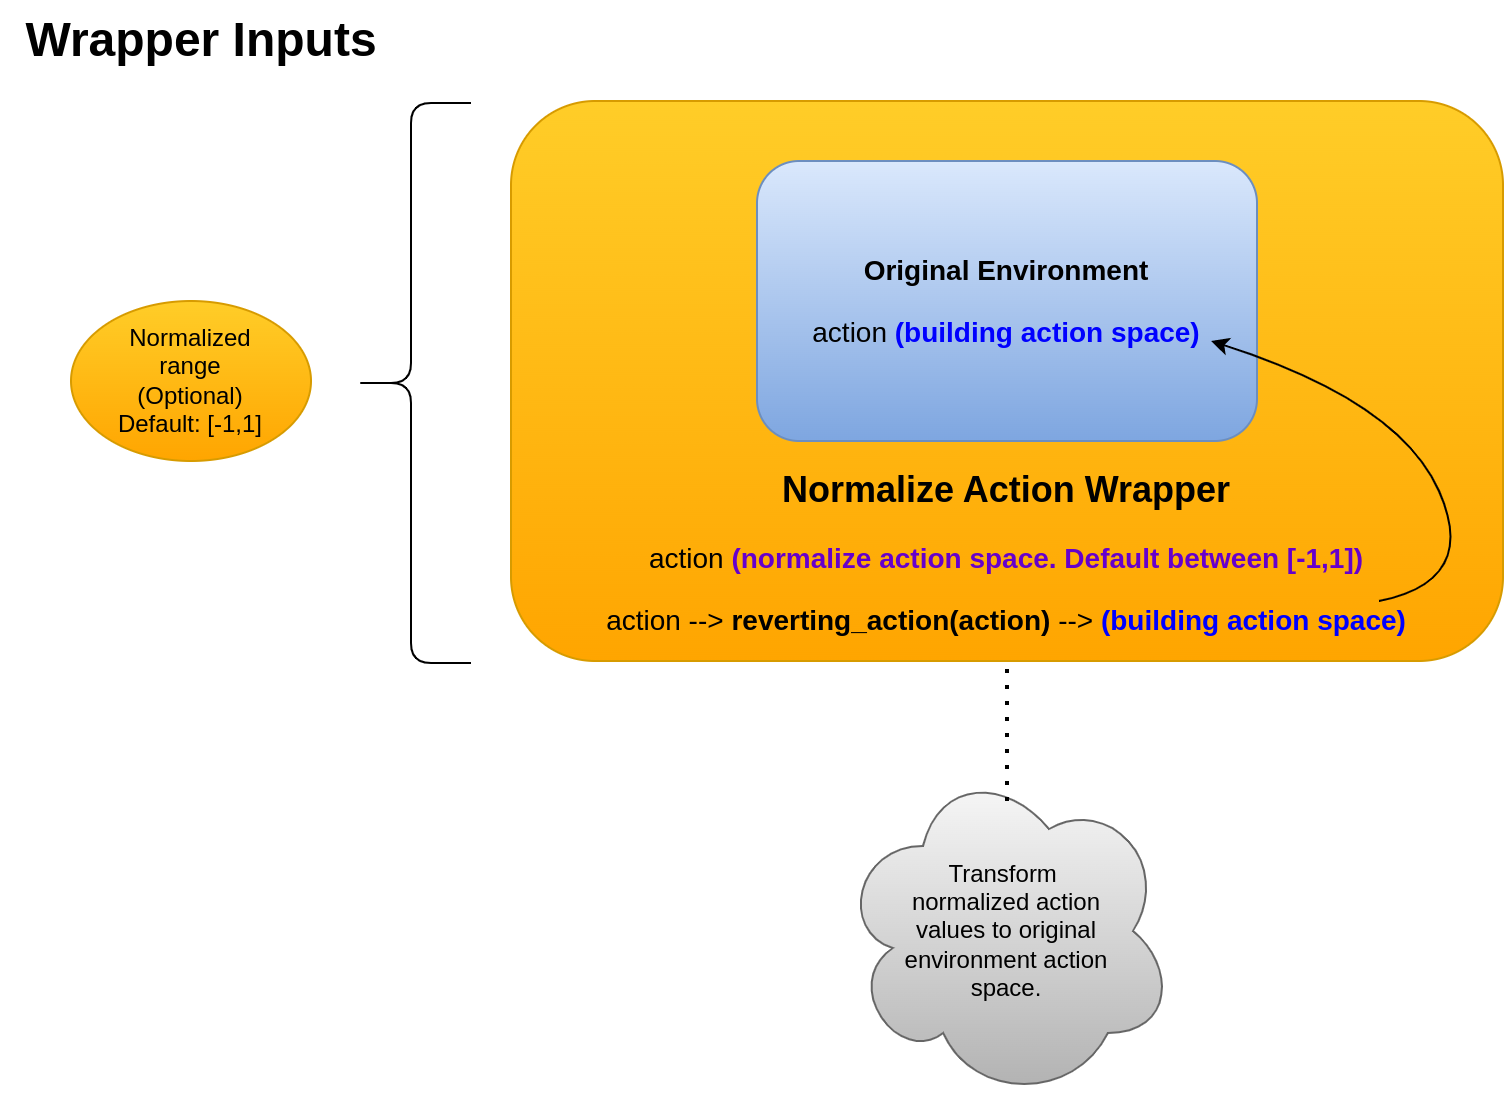 Wrapper Inputs
Normalized
range
(Optional)
Default: [-1,1]
Original Environment
action (building action space)
Normalize Action Wrapper
action (normalize action space. Default between [-1,1])
action --> reverting_action(action) --> (building action space)
Transform
normalized action
values to original
environment action
space.